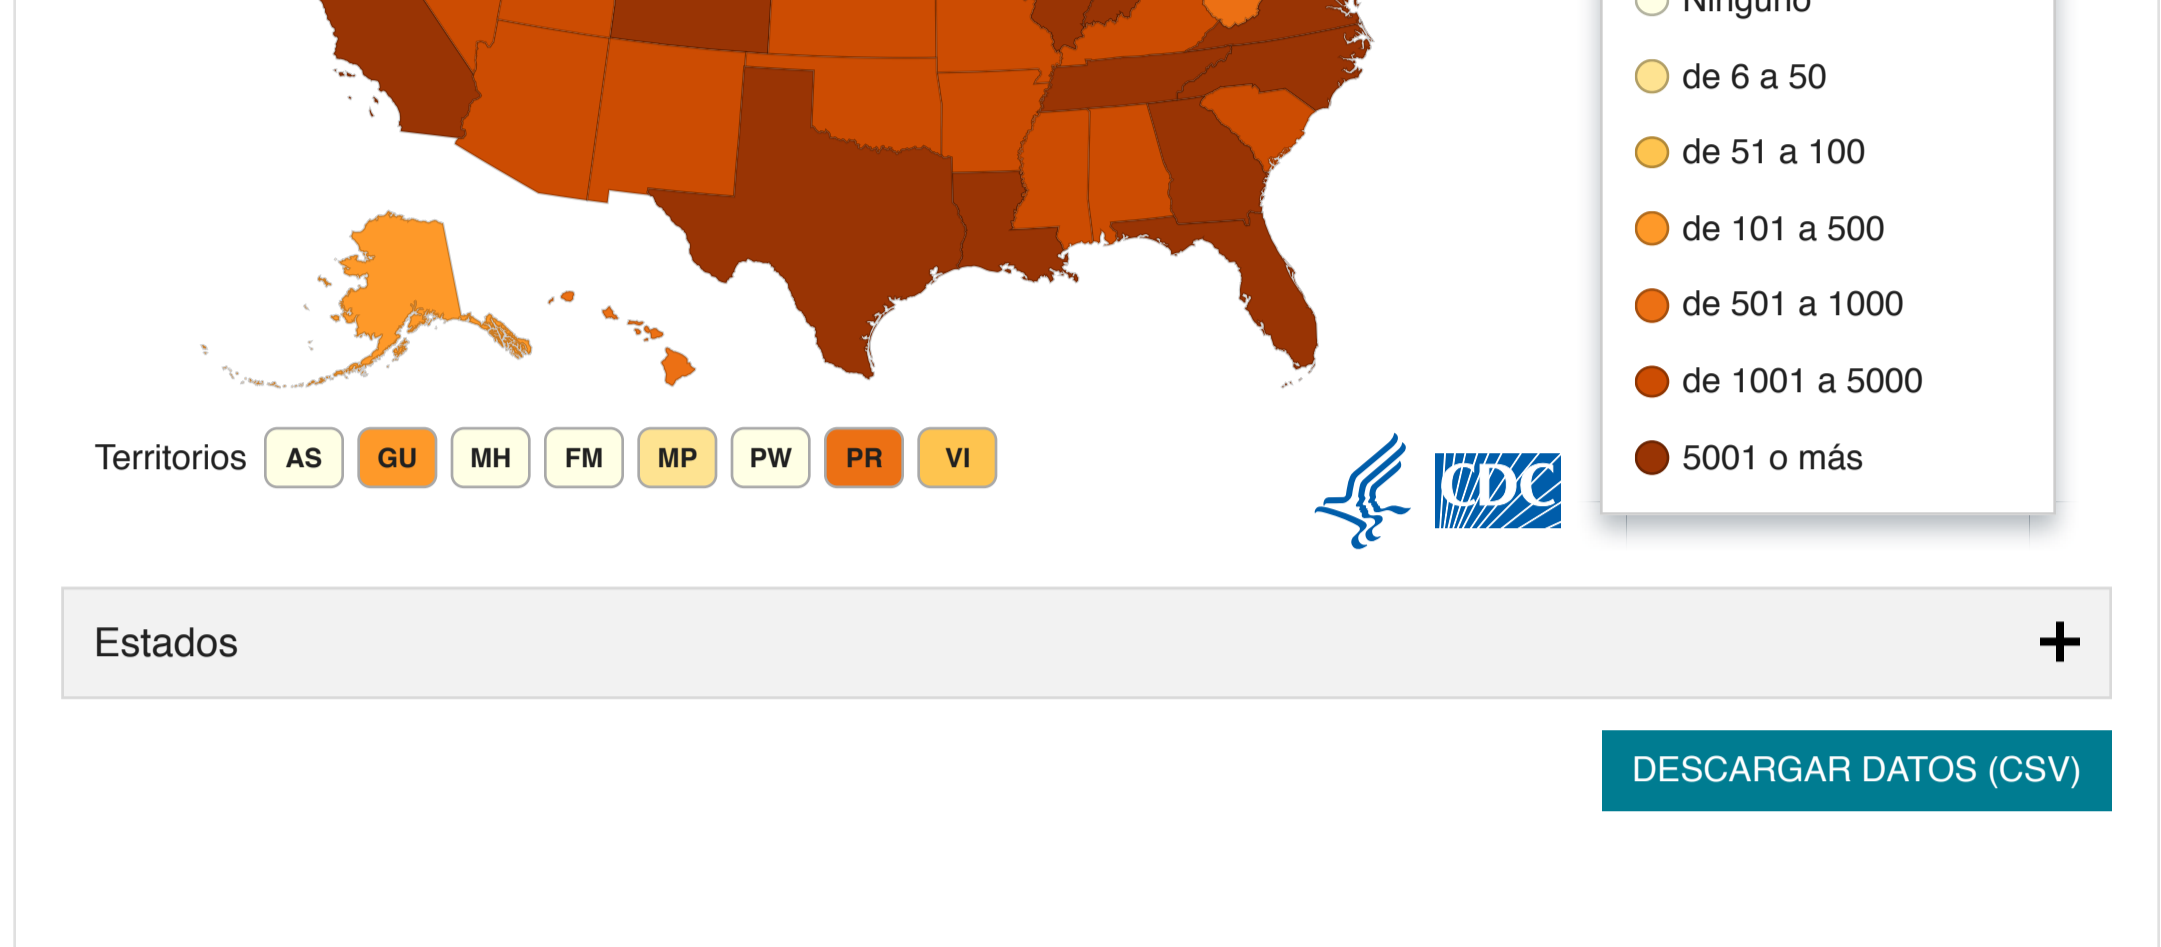 Ninguno
de 6 a 50
de 51 a 100
de 101 a 500
de 501 a 1000
de 1001 a 5000
5001 o más
Territorios AS GU MH FM MP PW PR VI
CDC
Estados
DESCARGAR DATOS (CSV)